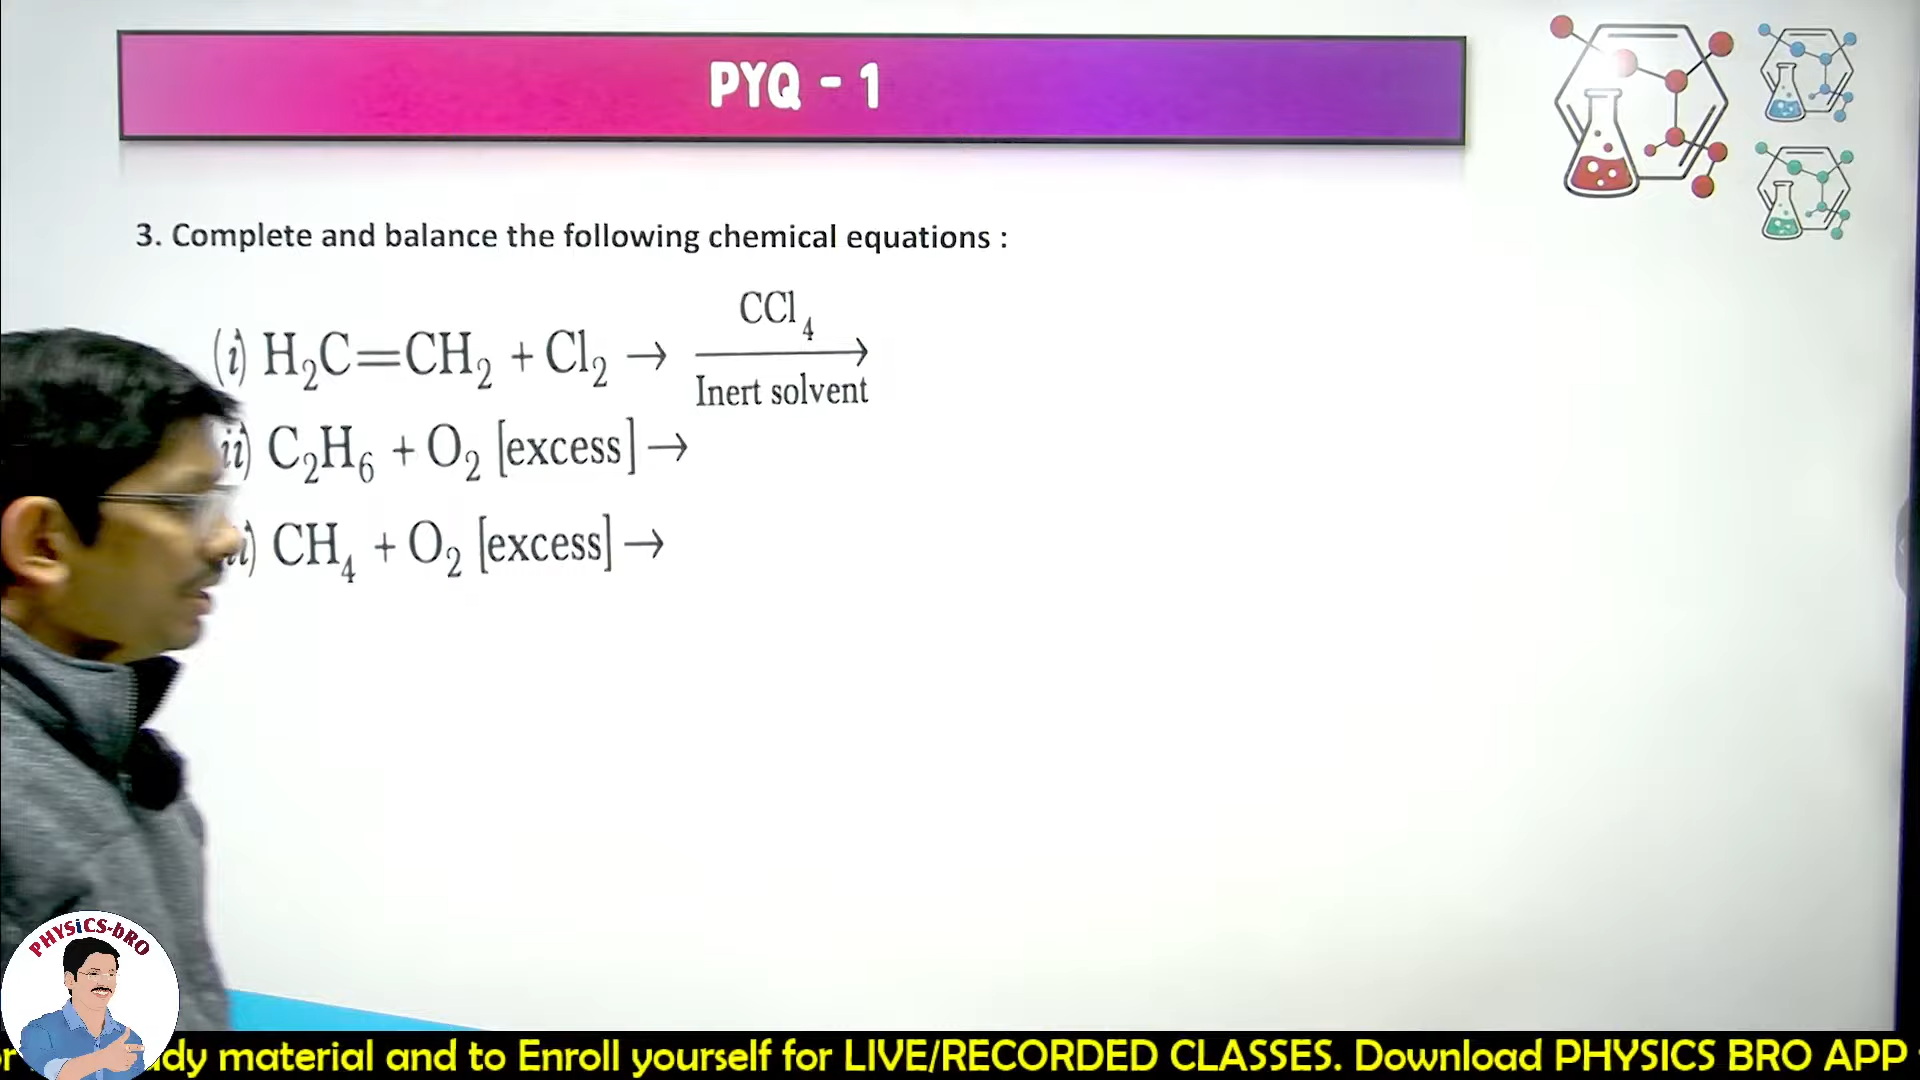 PYQ - 1
3. Complete and balance the following chemical equations :
(i) H₂C=CH₂ + Cl₂ → CCl₄ Inert solvent →
ii) C₂H₆ + O₂ [excess] →
i) CH₄ + O₂ [excess] →
PHYSiCS-bRO
dy material and to Enroll yourself for LIVE/RECORDED CLASSES. Download PHYSICS BRO APP